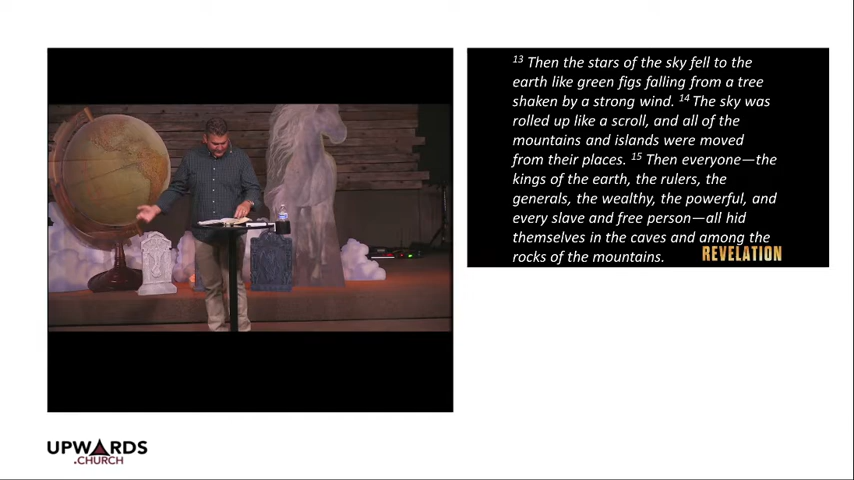 13 Then the stars of the sky fell to the
earth like green figs falling from a tree
shaken by a strong wind. 14 The sky was
rolled up like a scroll, and all of the
mountains and islands were moved
from their places. 15 Then everyone—the
kings of the earth, the rulers, the
generals, the wealthy, the powerful, and
every slave and free person—all hid
themselves in the caves and among the
rocks of the mountains.
REVELATION
UPWARDS
.CHURCH